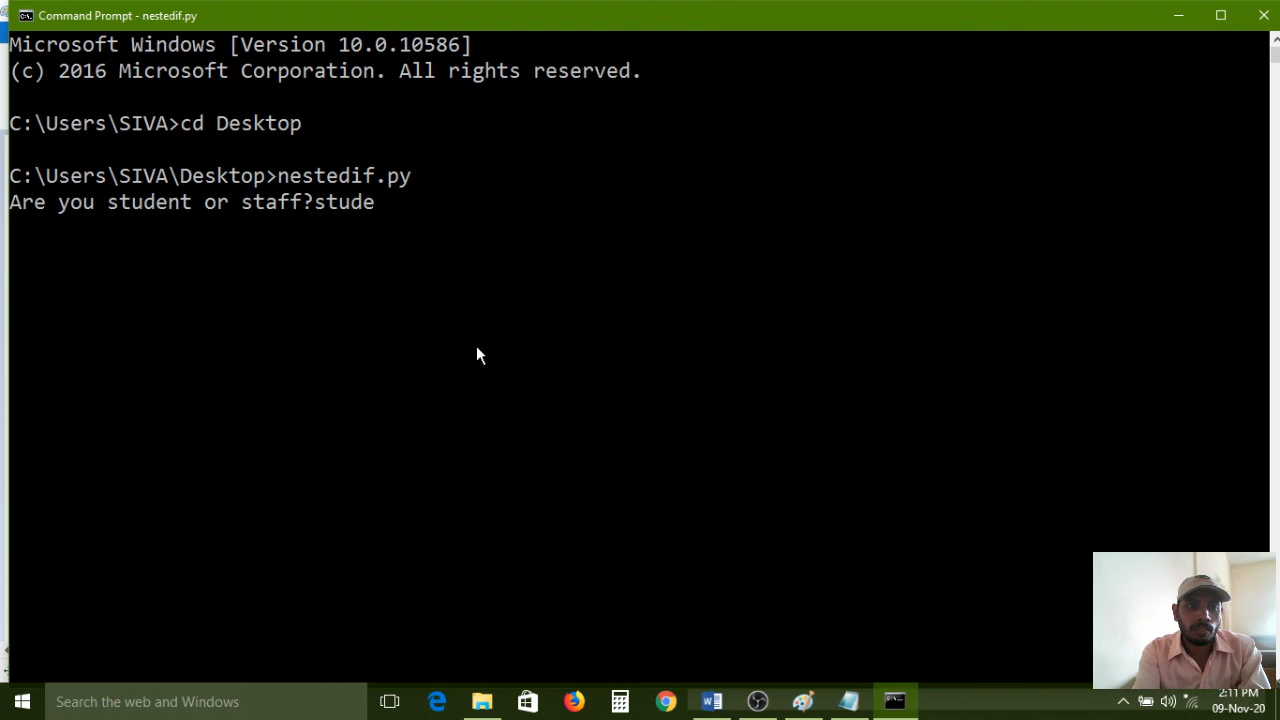 Command Prompt - nestedif.py
Microsoft Windows [Version 10.0.10586]
(c) 2016 Microsoft Corporation. All rights reserved.
C:\Users\SIVA>cd Desktop
C:\Users\SIVA\Desktop>nestedif.py
Are you student or staff?stude
Search the web and Windows
2:11 PM
09-Nov-20